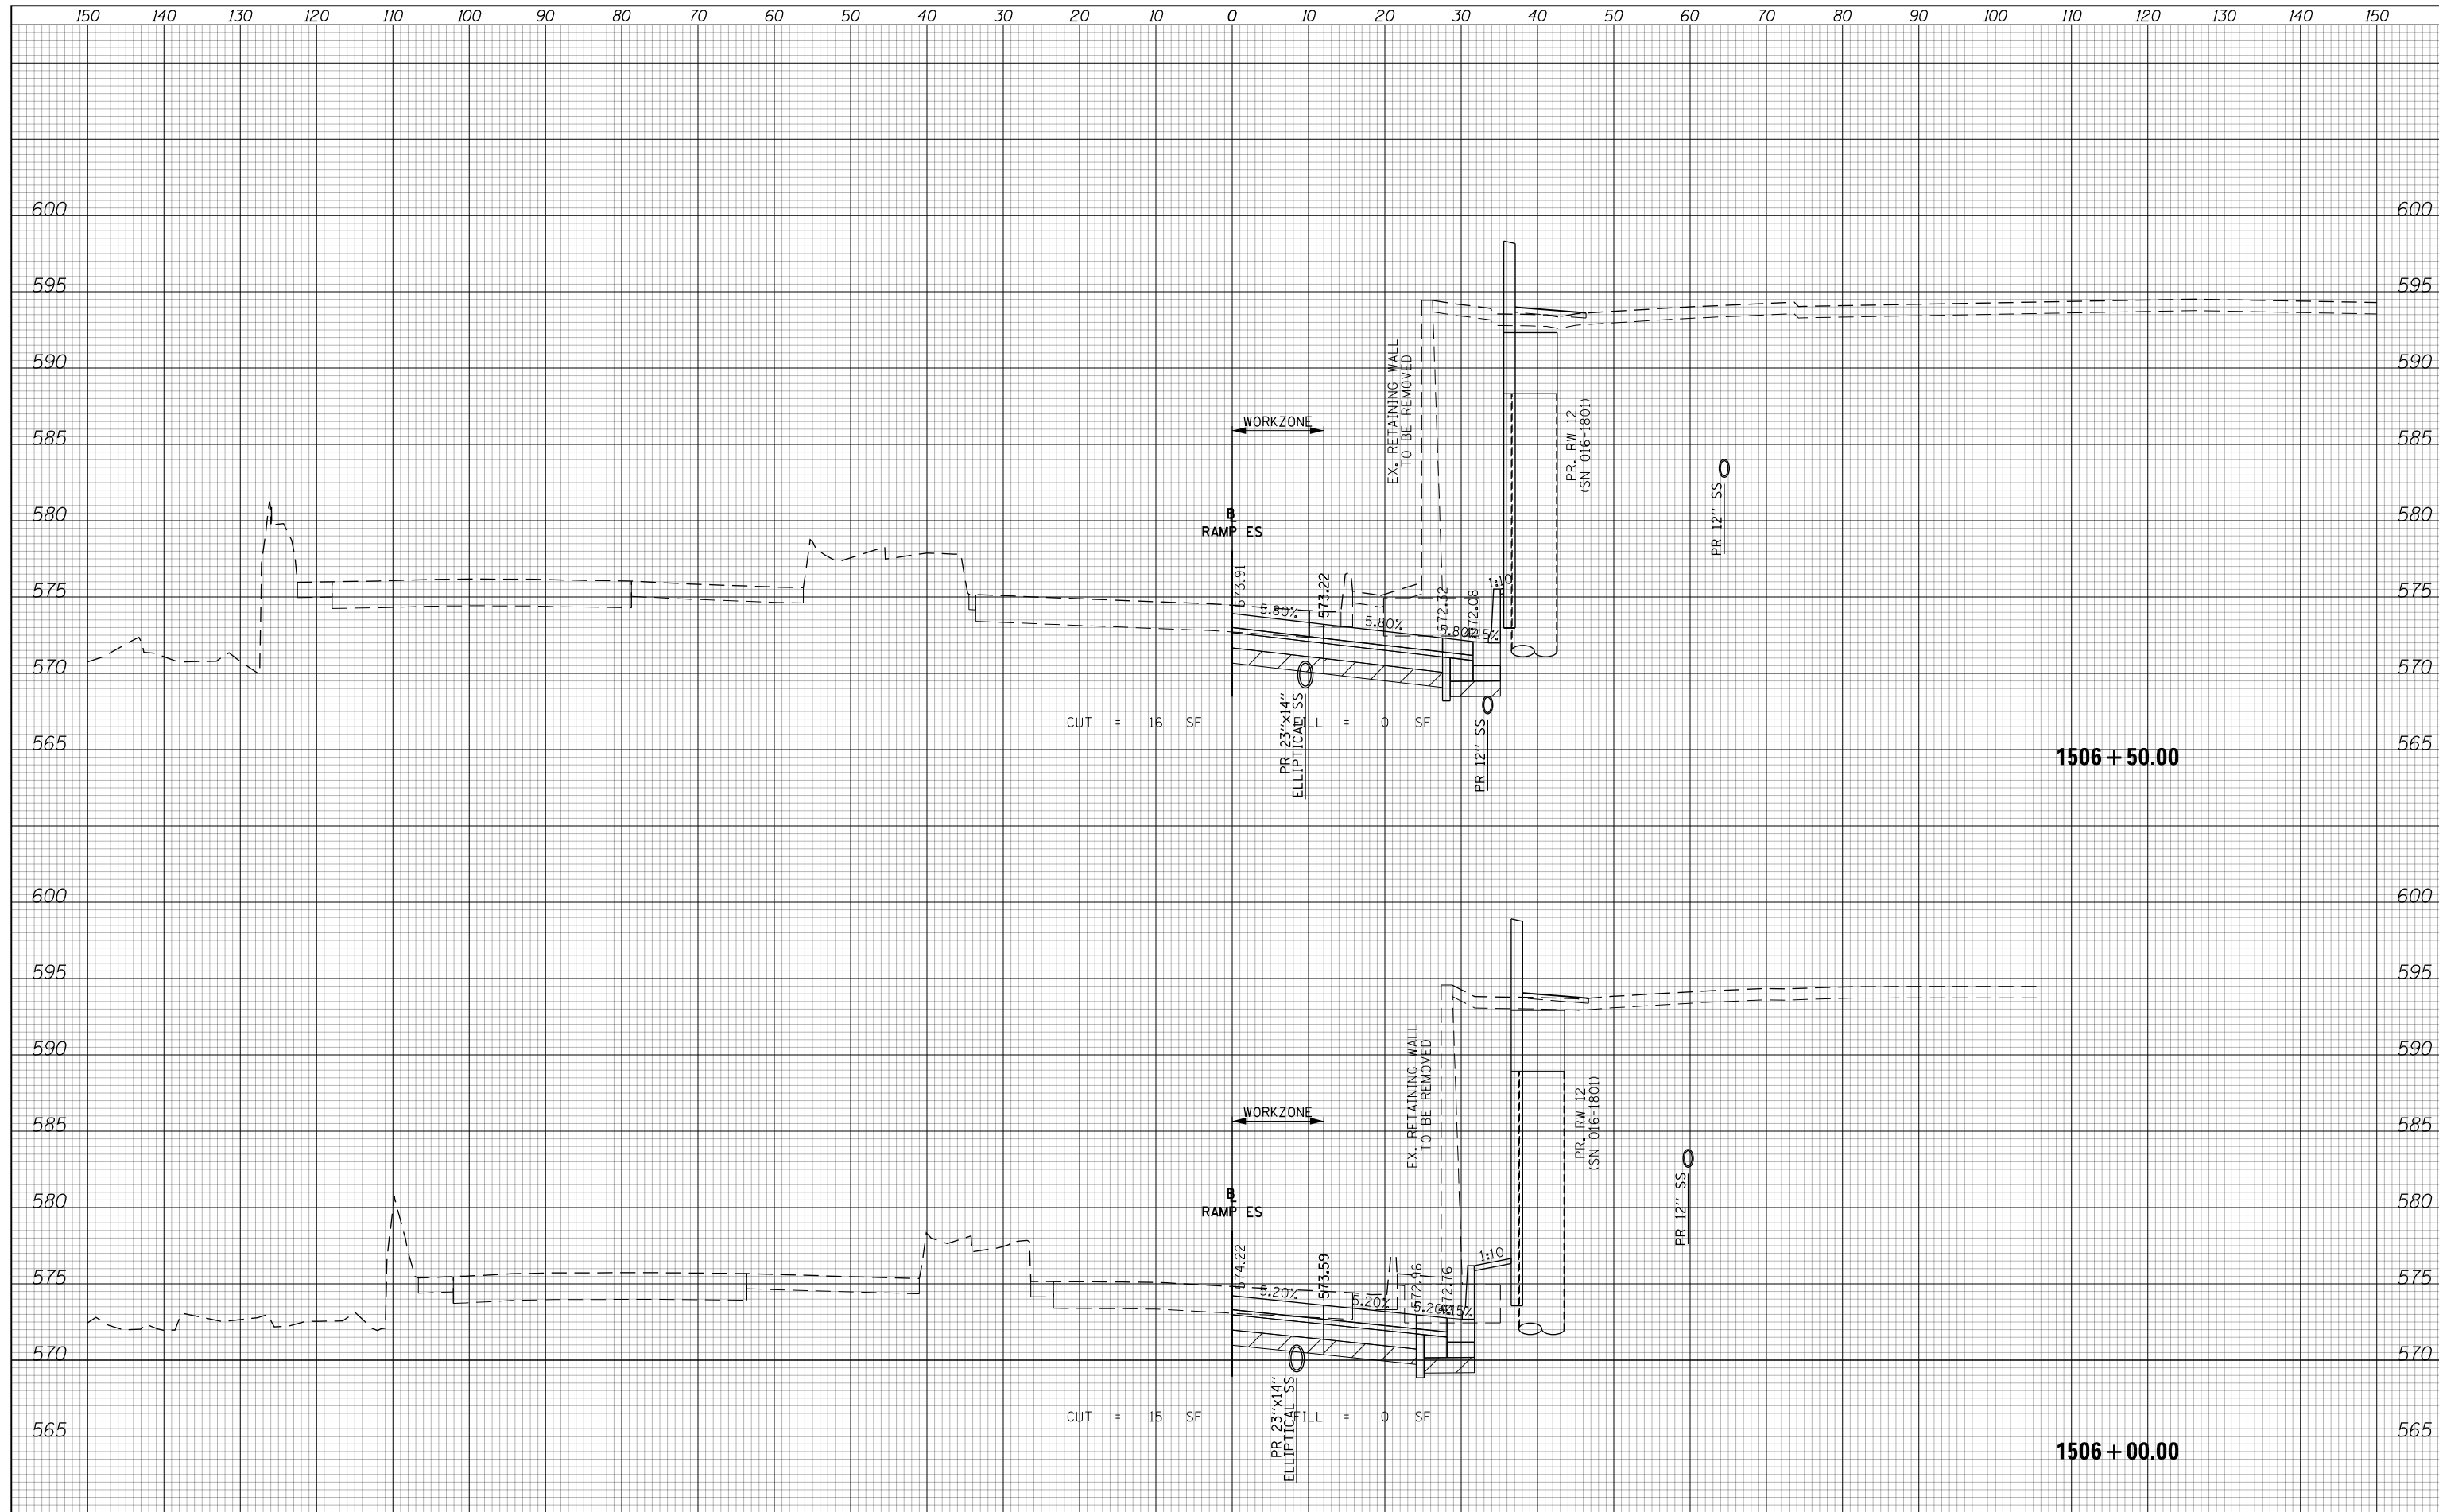 150 140 130 120 110 100 90 80 70 60 50 40 30 20 10 0 10 20 30 40 50 60 70 80 90 100 110 120 130 140 150
600 600
595 595
590 590
585 585
580 580
575 575
570 570
565 565
EX. RETAINING WALL
TO BE REMOVED
WORKZONE
PR. RW 12
(SN 016-1801)
PR 12" SS
B
RAMP ES
573.91
573.22
572.32
572.08
5.80%
5.80%
5.80%
4.15%
1:10
CUT = 16 SF FILL = 0 SF
PR 23"x14"
ELLIPTICAL SS
PR 12" SS
1506 + 50.00
600 600
595 595
590 590
585 585
580 580
575 575
570 570
565 565
EX. RETAINING WALL
TO BE REMOVED
WORKZONE
PR. RW 12
(SN 016-1801)
PR 12" SS
B
RAMP ES
574.22
573.59
572.96
572.76
5.20%
5.20%
5.20%
4.15%
1:10
CUT = 15 SF FILL = 0 SF
PR 23"x14"
ELLIPTICAL SS
1506 + 00.00